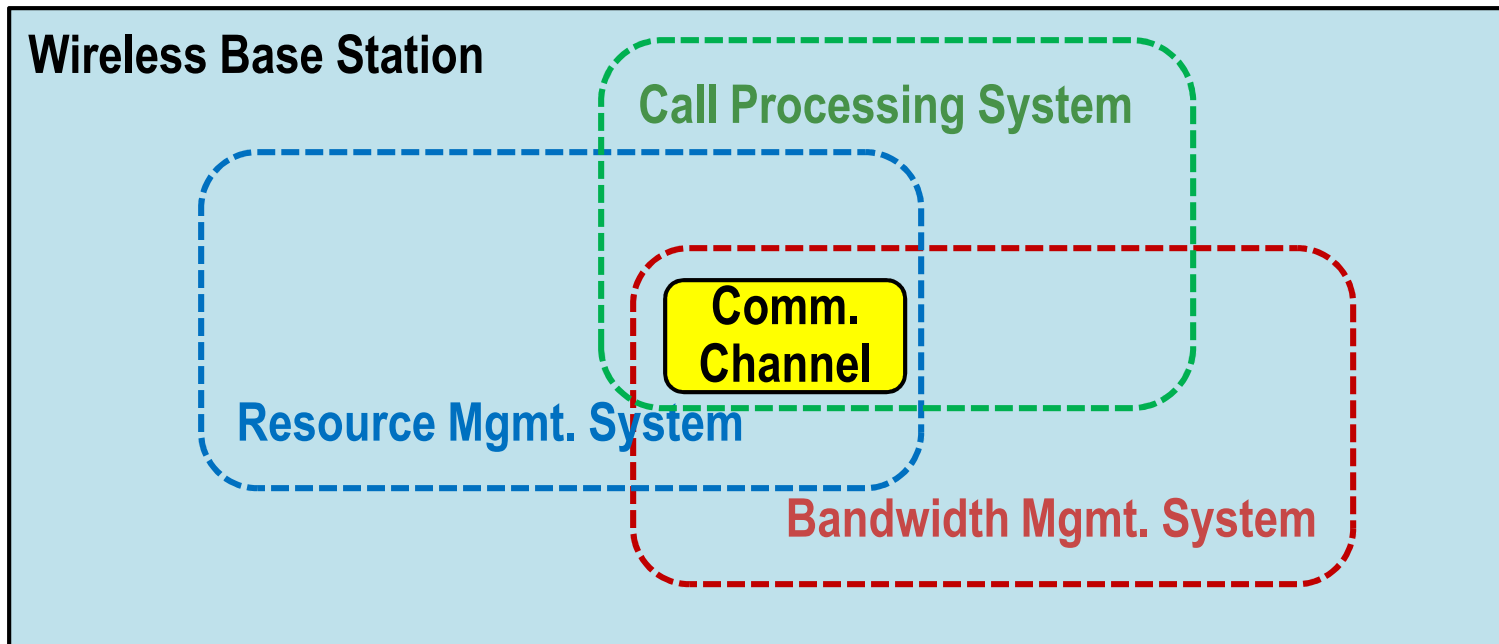 Wireless Base Station
Call Processing System
Comm.
Channel
Resource Mgmt. System
Bandwidth Mgmt. System